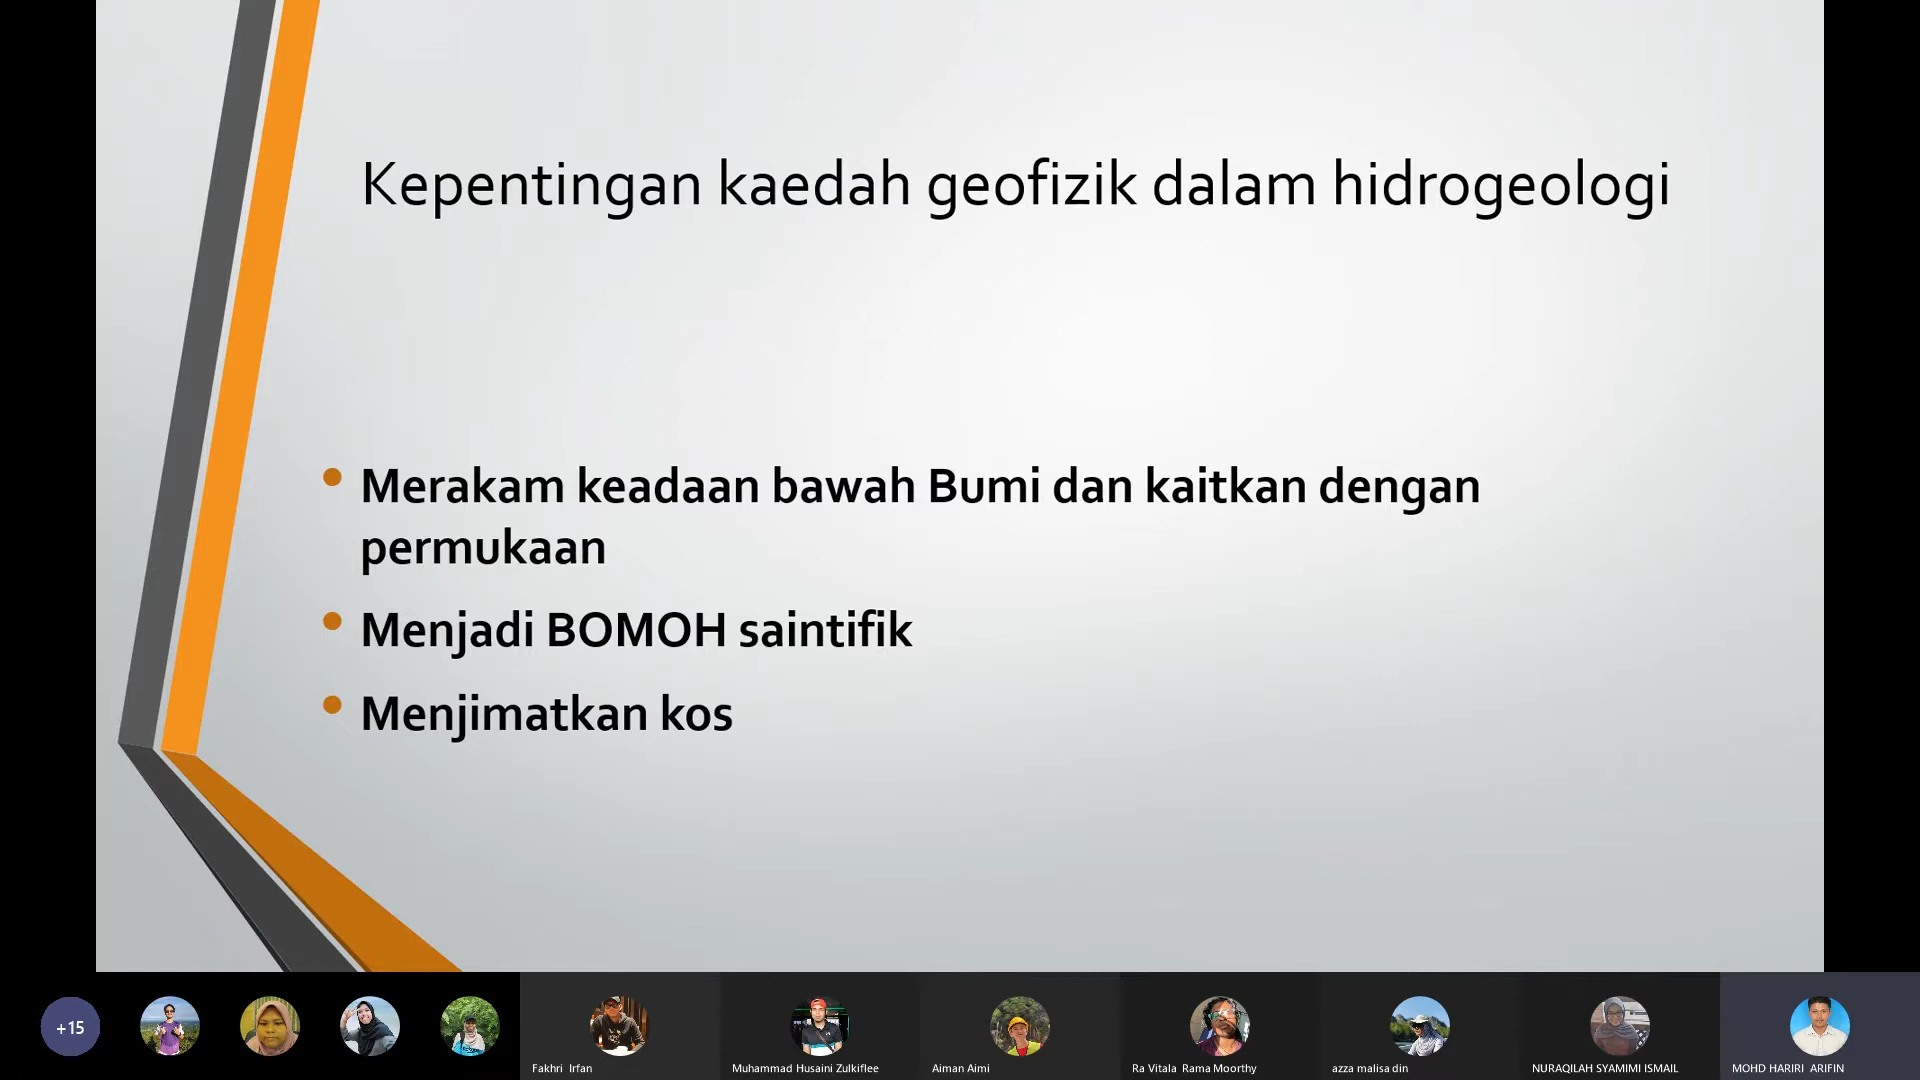 Kepentingan kaedah geofizik dalam hidrogeologi
• Merakam keadaan bawah Bumi dan kaitkan dengan
permukaan
• Menjadi BOMOH saintifik
• Menjimatkan kos
+15
Fakhri Irfan
Muhammad Husaini Zulkiflee
Aiman Aimi
Ra Vitala Rama Moorthy
azza malisa din
NURAQILAH SYAMIMI ISMAIL
MOHD HARIRI ARIFIN